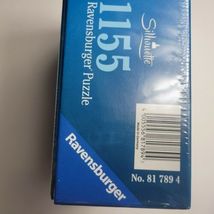 Silhouette
1155
Ravensburger Puzzle
Ravensburger
No. 81 789 4